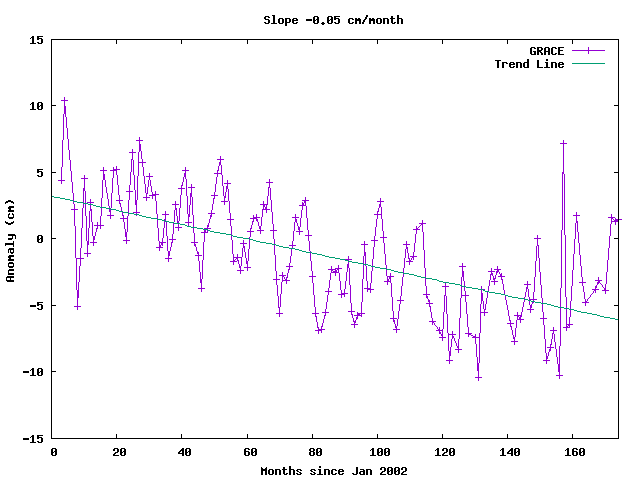 Slope -0.05 cm/month
15
GRACE
Trend Line
10
5
0
-5
-10
-15
Anomaly (cm)
0 20 40 60 80 100 120 140 160
Months since Jan 2002